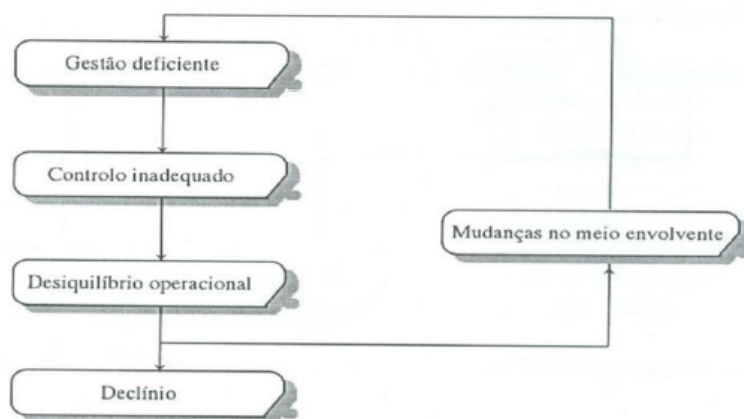 Gestão deficiente
Controlo inadequado
Mudanças no meio envolvente
Desiquilíbrio operacional
Declínio